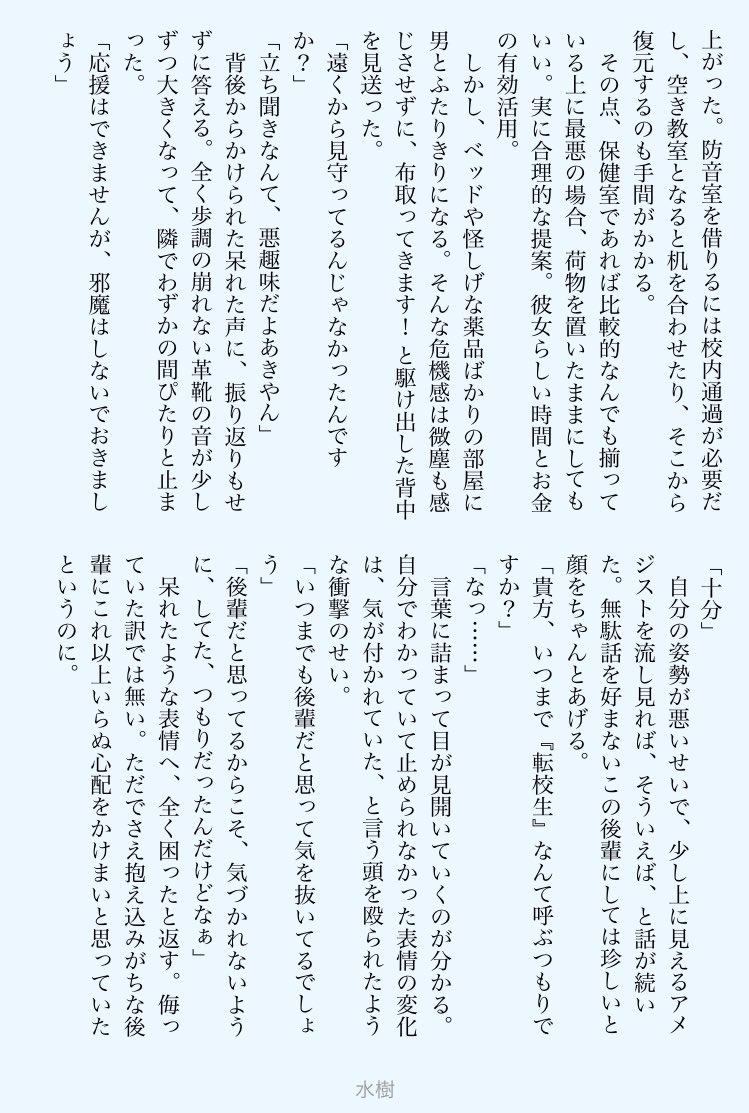 上がった。防音室を借りるには校内通過が必要だ
し、空き教室となると机を合わせたり、そこから
復元するのも手間がかかる。
　その点、保健室であれば比較的なんでも揃って
いる上に最悪の場合、荷物を置いたままにしても
いい。実に合理的な提案。彼女らしい時間とお金
の有効活用。
　しかし、ベッドや怪しげな薬品ばかりの部屋に
男とふたりきりになる。そんな危機感は微塵も感
じさせずに、布取ってきます！と駆け出した背中
を見送った。
「遠くから見守ってるんじゃなかったんです
か？」
「立ち聞きなんて、悪趣味だよあきやん」
　背後からかけられた呆れた声に、振り返りもせ
ずに答える。全く歩調の崩れない革靴の音が少し
ずつ大きくなって、隣でわずかの間ぴたりと止ま
った。
「応援はできませんが、邪魔はしないでおきまし
ょう」
「十分」
　自分の姿勢が悪いせいで、少し上に見えるアメ
ジストを流し見れば、そういえば、と話が続い
た。無駄話を好まないこの後輩にしては珍しいと
顔をちゃんとあげる。
「貴方、いつまで『転校生』なんて呼ぶつもりで
すか？」
「なっ……」
　言葉に詰まって目が見開いていくのが分かる。
自分でわかっていて止められなかった表情の変化
は、気が付かれていた、と言う頭を殴られたよう
な衝撃のせい。
「いつまでも後輩だと思って気を抜いてるでしょ
う」
「後輩だと思ってるからこそ、気づかれないよう
に、してた、つもりだったんだけどなぁ」
　呆れたような表情へ、全く困ったと返す。侮っ
ていた訳では無い。ただでさえ抱え込みがちな後
輩にこれ以上いらぬ心配をかけまいと思っていた
というのに。
水樹